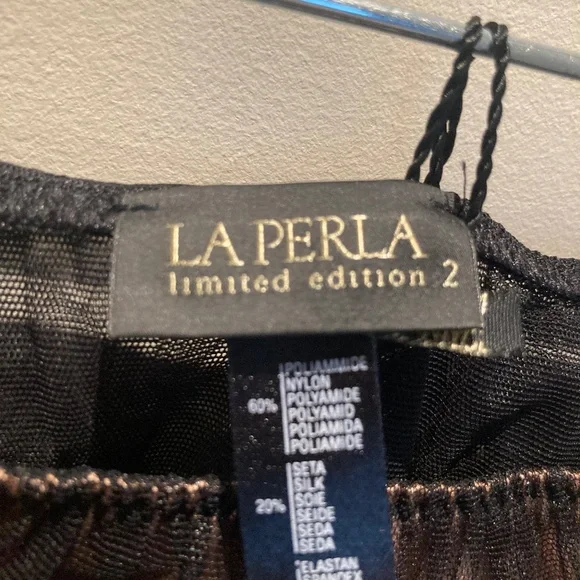 LA PERLA
limited edition 2
POLIAMMIDE
NYLON
60% POLYAMIDE
POLYAMID
POLIAMIDA
POLIAMIDE
SETA
SILK
20% SOIE
SEIDE
SEDA
SEDA
*ELASTAN
SPANDEX